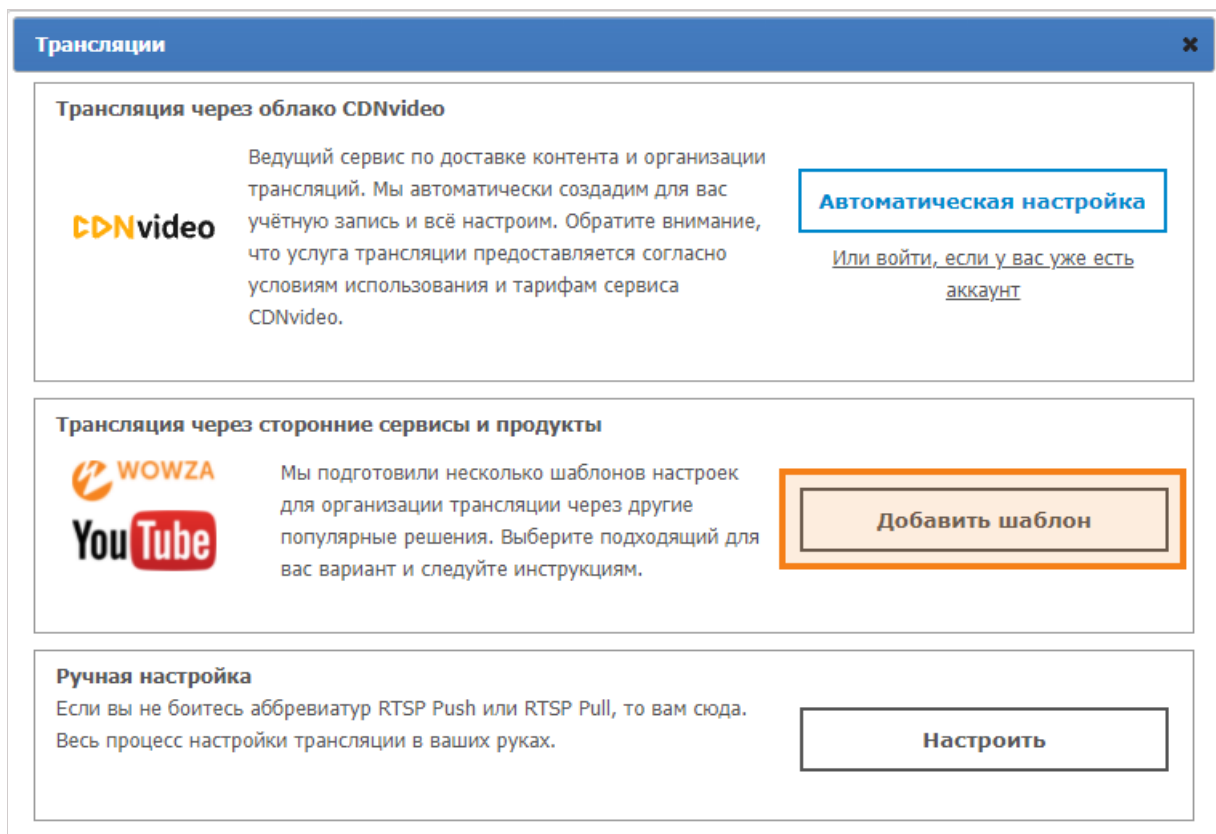 Трансляции
Трансляция через облако CDNvideo
CDNvideo
Ведущий сервис по доставке контента и организации
трансляций. Мы автоматически создадим для вас
учётную запись и всё настроим. Обратите внимание,
что услуга трансляции предоставляется согласно
условиям использования и тарифам сервиса
CDNvideo.
Автоматическая настройка
Или войти, если у вас уже есть
аккаунт
Трансляция через сторонние сервисы и продукты
WOWZA
YouTube
Мы подготовили несколько шаблонов настроек
для организации трансляции через другие
популярные решения. Выберите подходящий для
вас вариант и следуйте инструкциям.
Добавить шаблон
Ручная настройка
Если вы не боитесь аббревиатур RTSP Push или RTSP Pull, то вам сюда.
Весь процесс настройки трансляции в ваших руках.
Настроить